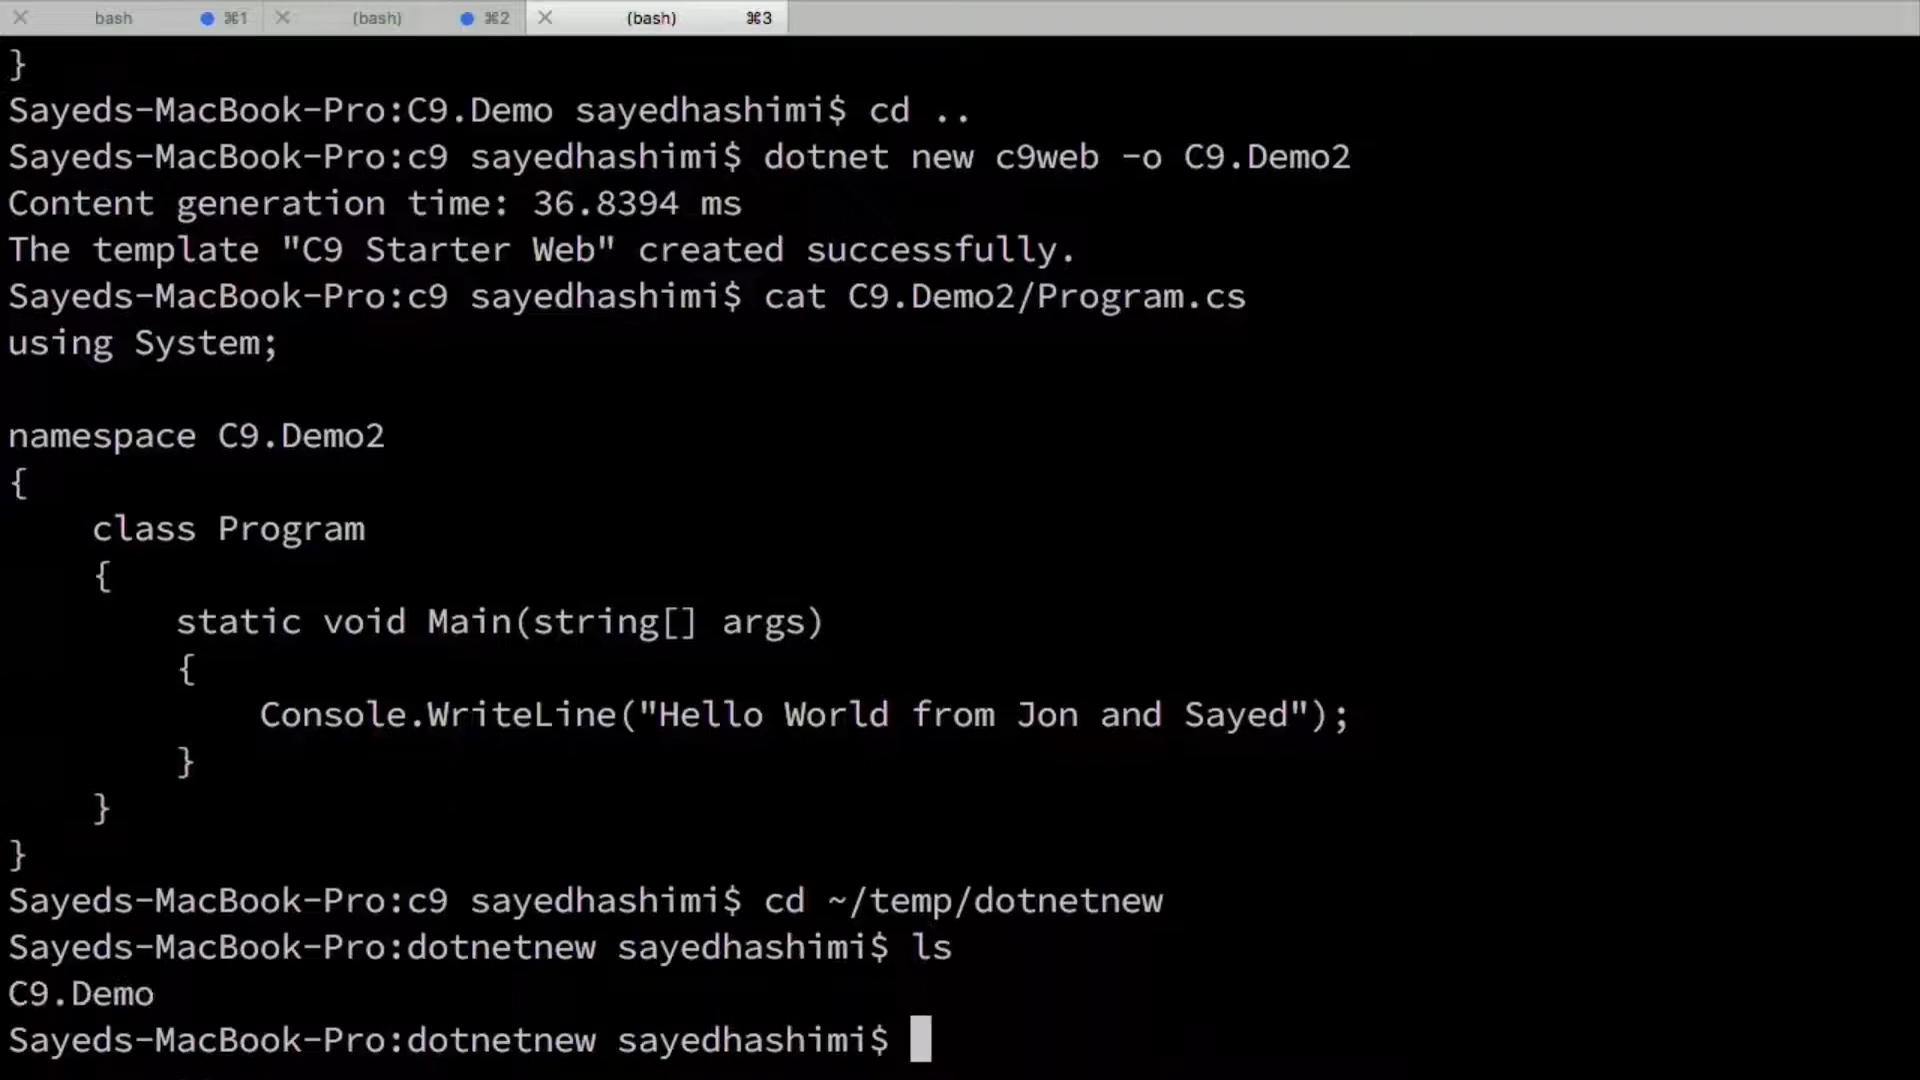 bash ⌘1 (bash) ⌘2 (bash) ⌘3
}
Sayeds-MacBook-Pro:C9.Demo sayedhashimi$ cd ..
Sayeds-MacBook-Pro:c9 sayedhashimi$ dotnet new c9web -o C9.Demo2
Content generation time: 36.8394 ms
The template "C9 Starter Web" created successfully.
Sayeds-MacBook-Pro:c9 sayedhashimi$ cat C9.Demo2/Program.cs
using System;
namespace C9.Demo2
{
    class Program
    {
        static void Main(string[] args)
        {
            Console.WriteLine("Hello World from Jon and Sayed");
        }
    }
}
Sayeds-MacBook-Pro:c9 sayedhashimi$ cd ~/temp/dotnetnew
Sayeds-MacBook-Pro:dotnetnew sayedhashimi$ ls
C9.Demo
Sayeds-MacBook-Pro:dotnetnew sayedhashimi$